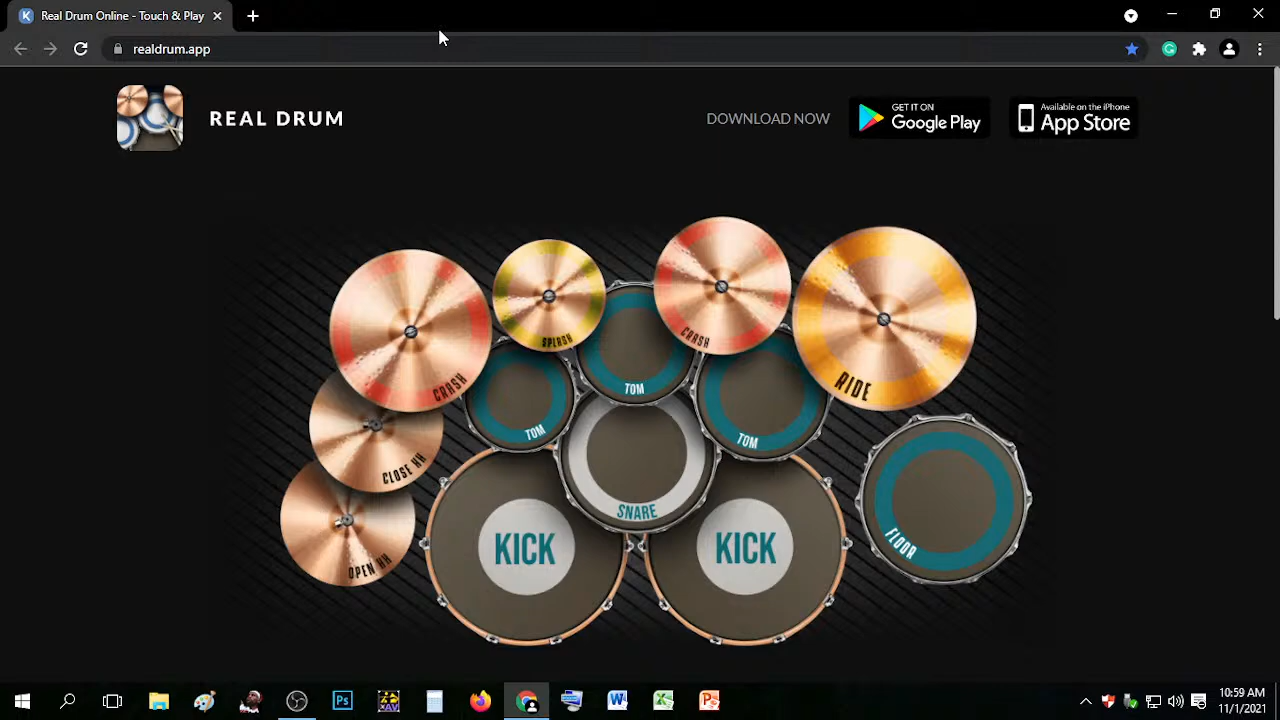 Real Drum Online - Touch & Play
realdrum.app
REAL DRUM
DOWNLOAD NOW
GET IT ON
Google Play
Available on the iPhone
App Store
SPLASH
CRASH
CRASH
RIDE
TOM
TOM
TOM
CLOSE HH
SNARE
FLOOR
KICK
KICK
OPEN HH
Ps
10:35 AM
11/1/2021